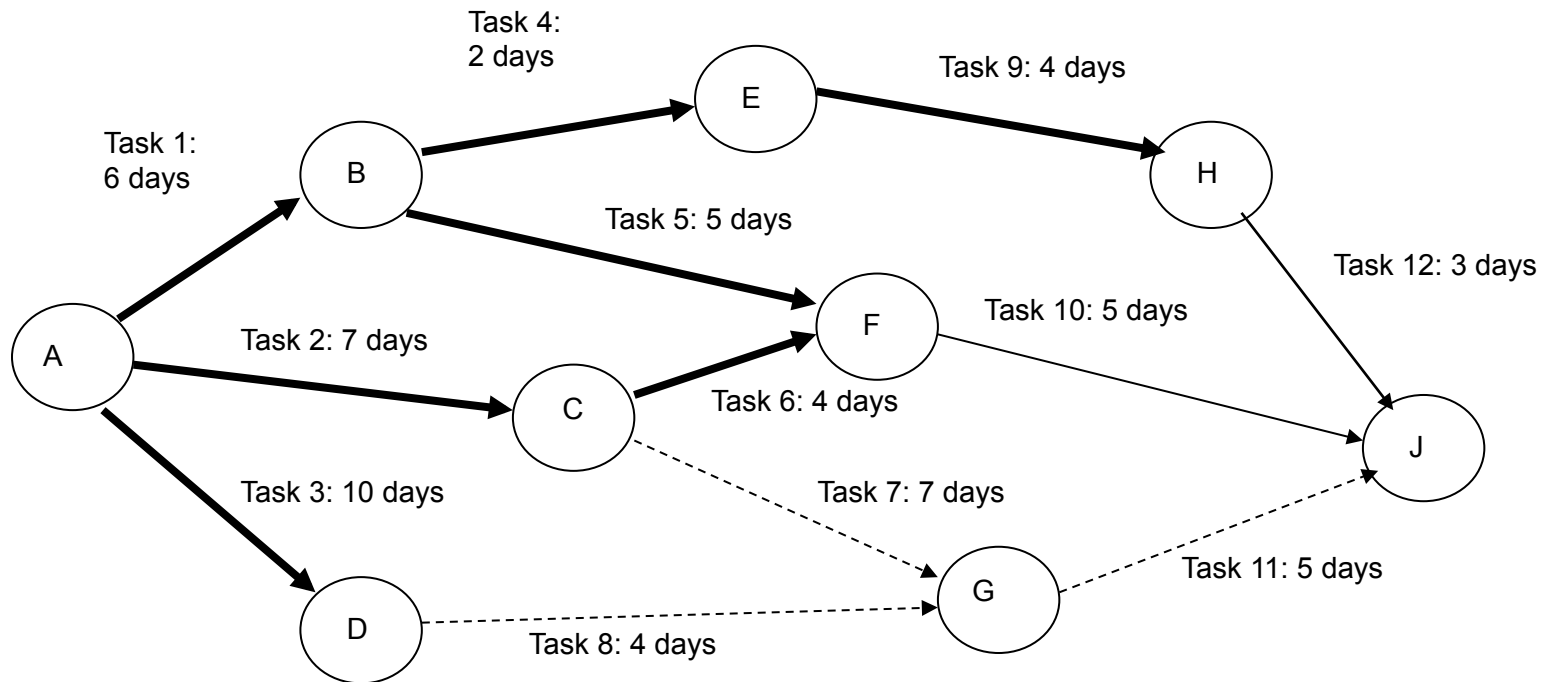 Task 4:
2 days
E
Task 9: 4 days
Task 1:
6 days
B
H
Task 5: 5 days
Task 12: 3 days
A
Task 2: 7 days
F
Task 10: 5 days
C
Task 6: 4 days
J
Task 3: 10 days
Task 7: 7 days
Task 11: 5 days
G
D
Task 8: 4 days